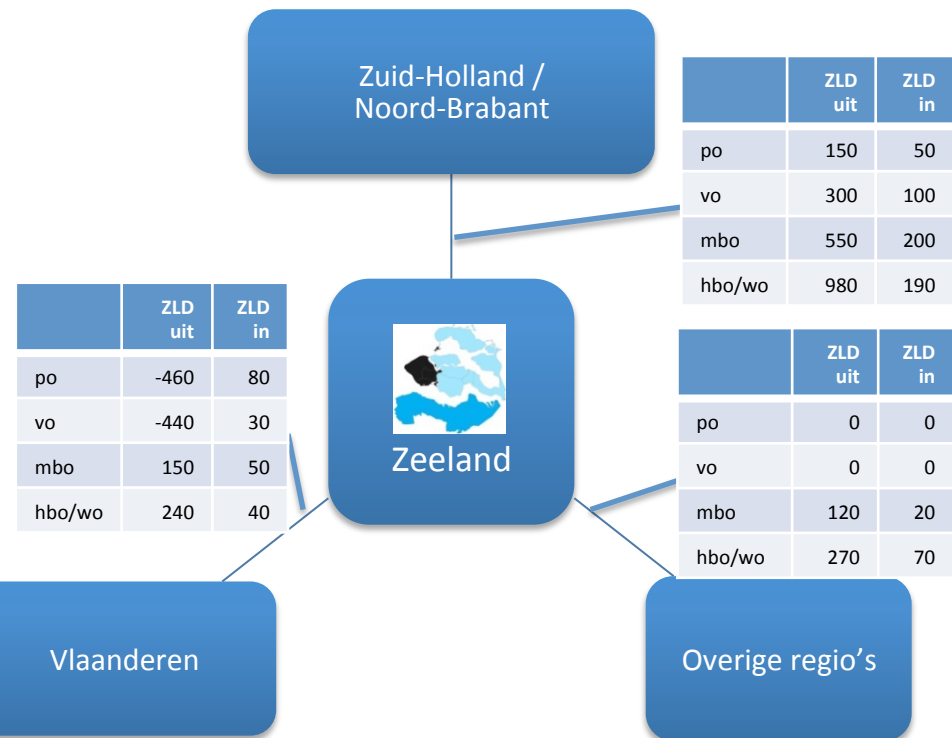 Zuid-Holland /
Noord-Brabant
ZLD ZLD
uit in
po 150 50
vo 300 100
mbo 550 200
hbo/wo 980 190
ZLD ZLD
uit in
po -460 80
vo -440 30
mbo 150 50
hbo/wo 240 40
Zeeland
ZLD ZLD
uit in
po 0 0
vo 0 0
mbo 120 20
hbo/wo 270 70
Vlaanderen
Overige regio's